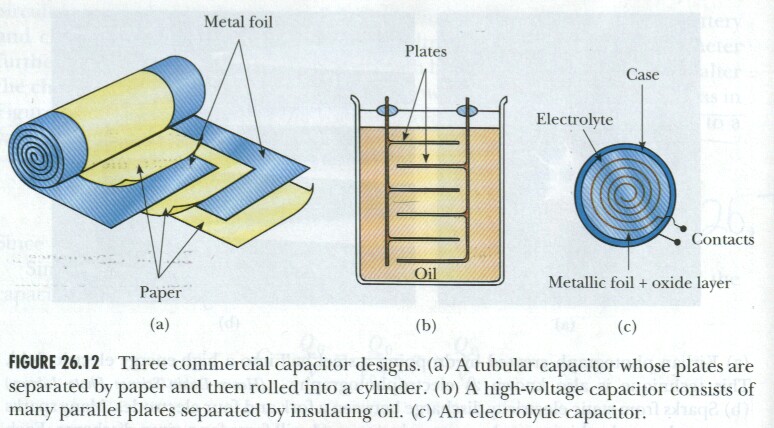 Metal foil
Paper
(a)
Plates
Oil
(b)
Case
Electrolyte
Contacts
Metallic foil + oxide layer
(c)
FIGURE 26.12 Three commercial capacitor designs. (a) A tubular capacitor whose plates are
separated by paper and then rolled into a cylinder. (b) A high-voltage capacitor consists of
many parallel plates separated by insulating oil. (c) An electrolytic capacitor.